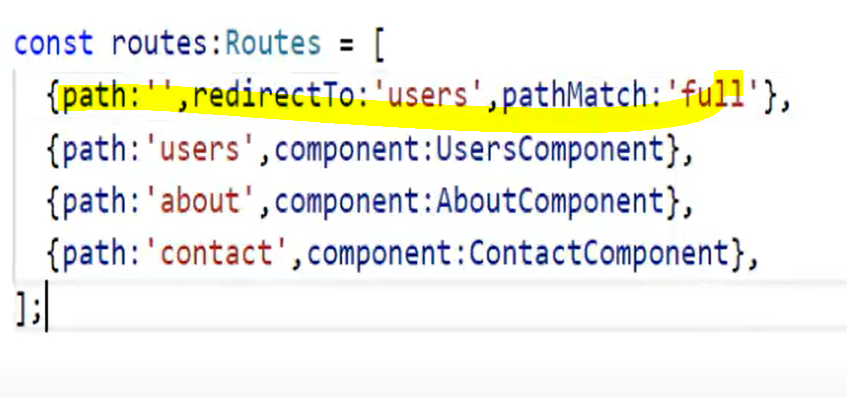 const routes:Routes = [
{path:'',redirectTo:'users',pathMatch:'full'},
{path:'users',component:UsersComponent},
{path:'about',component:AboutComponent},
{path:'contact',component:ContactComponent},
];